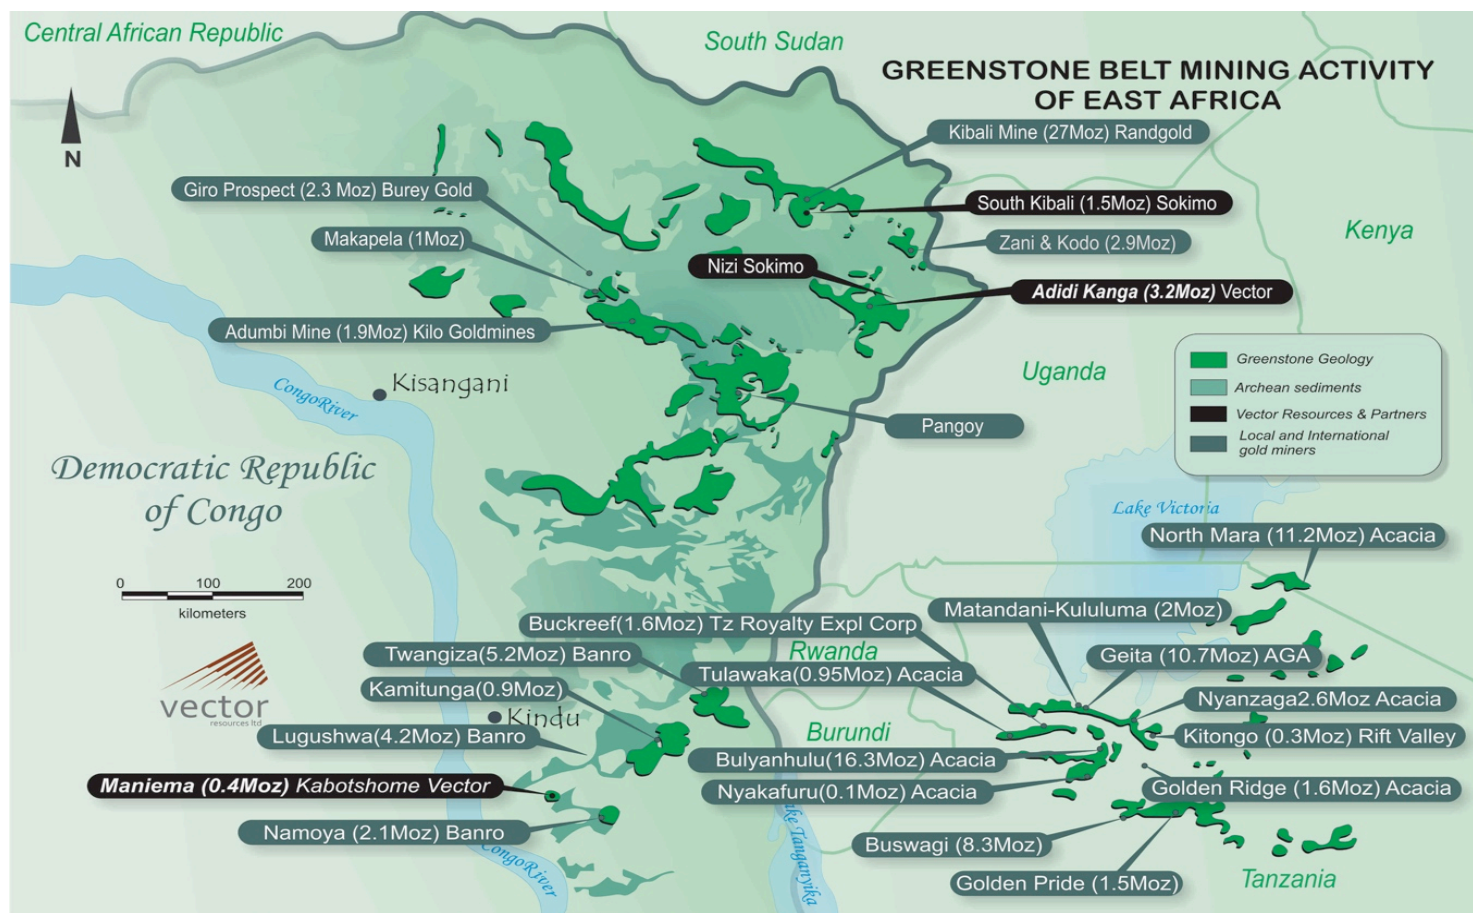 Central African Republic
South Sudan
GREENSTONE BELT MINING ACTIVITY
OF EAST AFRICA
N
Kibali Mine (27Moz) Randgold
Giro Prospect (2.3 Moz) Burey Gold
South Kibali (1.5Moz) Sokimo
Makapela (1Moz)
Zani & Kodo (2.9Moz)
Kenya
Nizi Sokimo
Adidi Kanga (3.2Moz) Vector
Adumbi Mine (1.9Moz) Kilo Goldmines
Greenstone Geology
Archean sediments
Vector Resources & Partners
Local and International
gold miners
Uganda
Kisangani
CongoRiver
Pangoy
Democratic Republic
of Congo
Lake Victoria
North Mara (11.2Moz) Acacia
0 100 200
kilometers
Matandani-Kululuma (2Moz)
Buckreef(1.6Moz) Tz Royalty Expl Corp
Rwanda
Twangiza(5.2Moz) Banro
Geita (10.7Moz) AGA
Tulawaka(0.95Moz) Acacia
Kamitunga(0.9Moz)
Nyanzaga2.6Moz Acacia
vector
resources ltd
Kindu
Burundi
Lugushwa(4.2Moz) Banro
Kitongo (0.3Moz) Rift Valley
Bulyanhulu(16.3Moz) Acacia
Maniema (0.4Moz) Kabotshome Vector
Nyakafuru(0.1Moz) Acacia
Golden Ridge (1.6Moz) Acacia
Namoya (2.1Moz) Banro
Buswagi (8.3Moz)
CongoRiver
Lake Tanganyika
Golden Pride (1.5Moz)
Tanzania